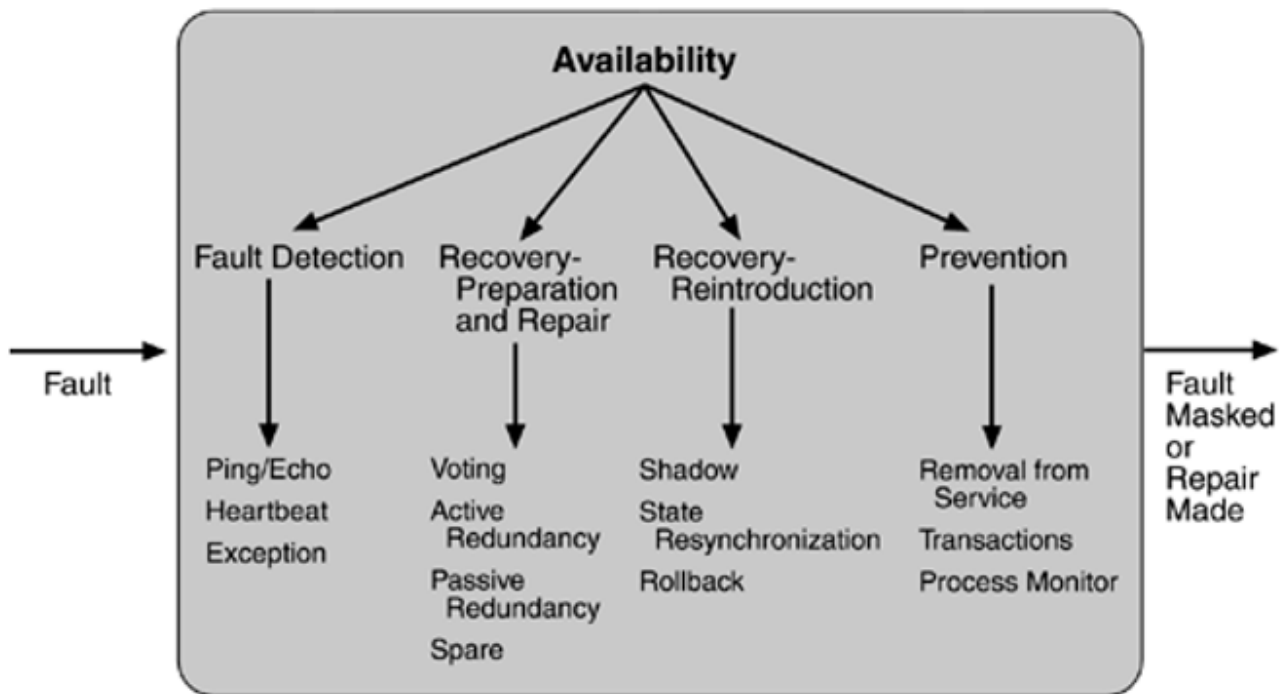 Availability
Fault Detection
Recovery-
Preparation
and Repair
Recovery-
Reintroduction
Prevention
Fault
Ping/Echo
Heartbeat
Exception
Voting
Active
Redundancy
Passive
Redundancy
Spare
Shadow
State
Resynchronization
Rollback
Removal from
Service
Transactions
Process Monitor
Fault
Masked
or
Repair
Made